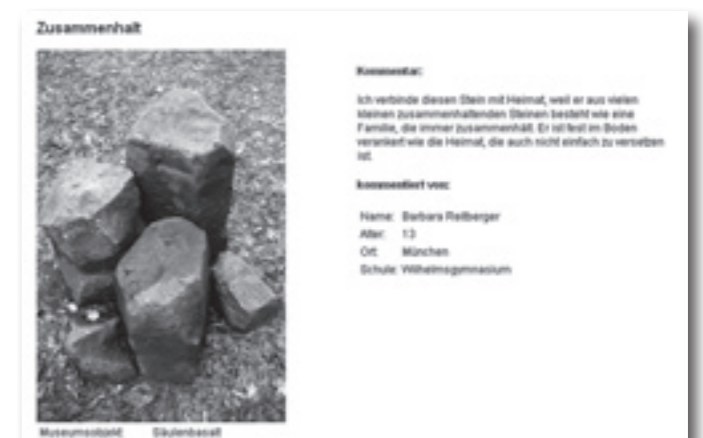 Zusammenhalt
Kommentar:
Ich verbinde diesen Stein mit Heimat, weil er aus vielen
kleinen zusammenhaltenden Steinen besteht wie eine
Familie, die immer zusammenhält. Er ist fest im Boden
verankert wie die Heimat, die auch nicht einfach zu versetzen
ist.
kommentiert von:
Name: Barbara Reitberger
Alter: 13
Ort: München
Schule: Wilhelmsgymnasium
Museumsobjekt: Säulenbasalt